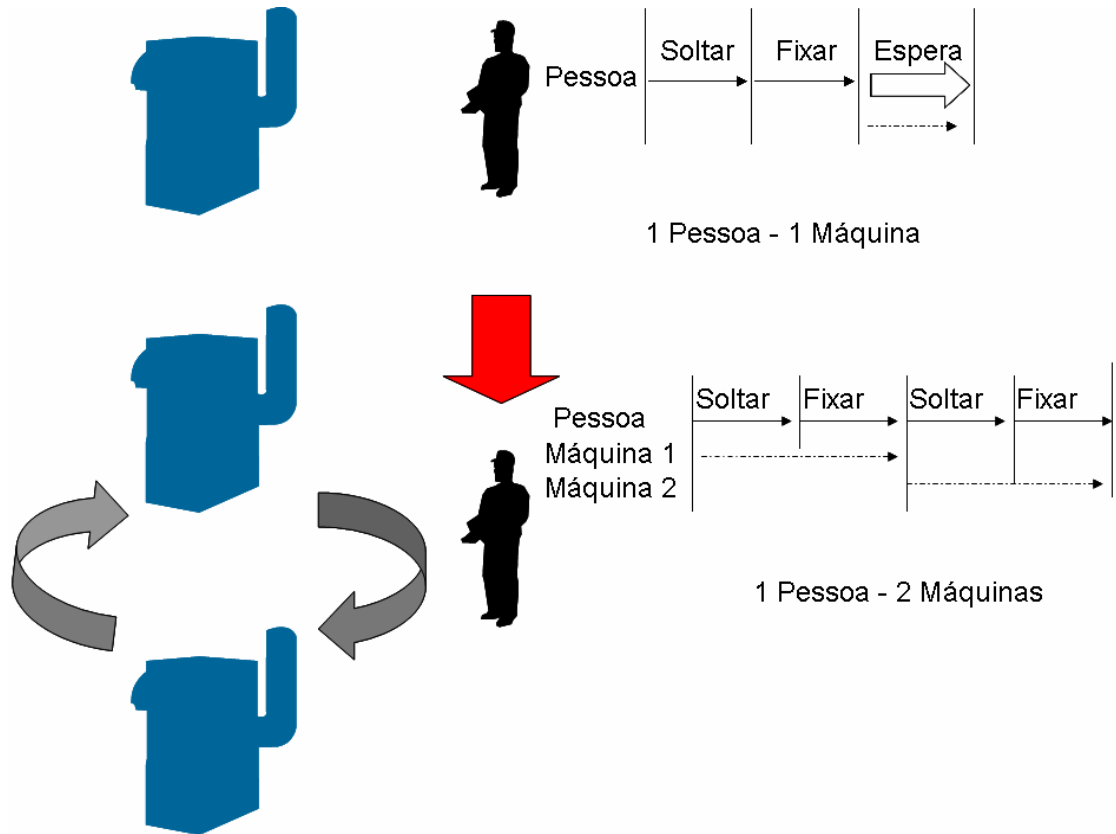 Soltar Fixar Espera
Pessoa
1 Pessoa - 1 Máquina
Soltar Fixar Soltar Fixar
Pessoa
Máquina 1
Máquina 2
1 Pessoa - 2 Máquinas